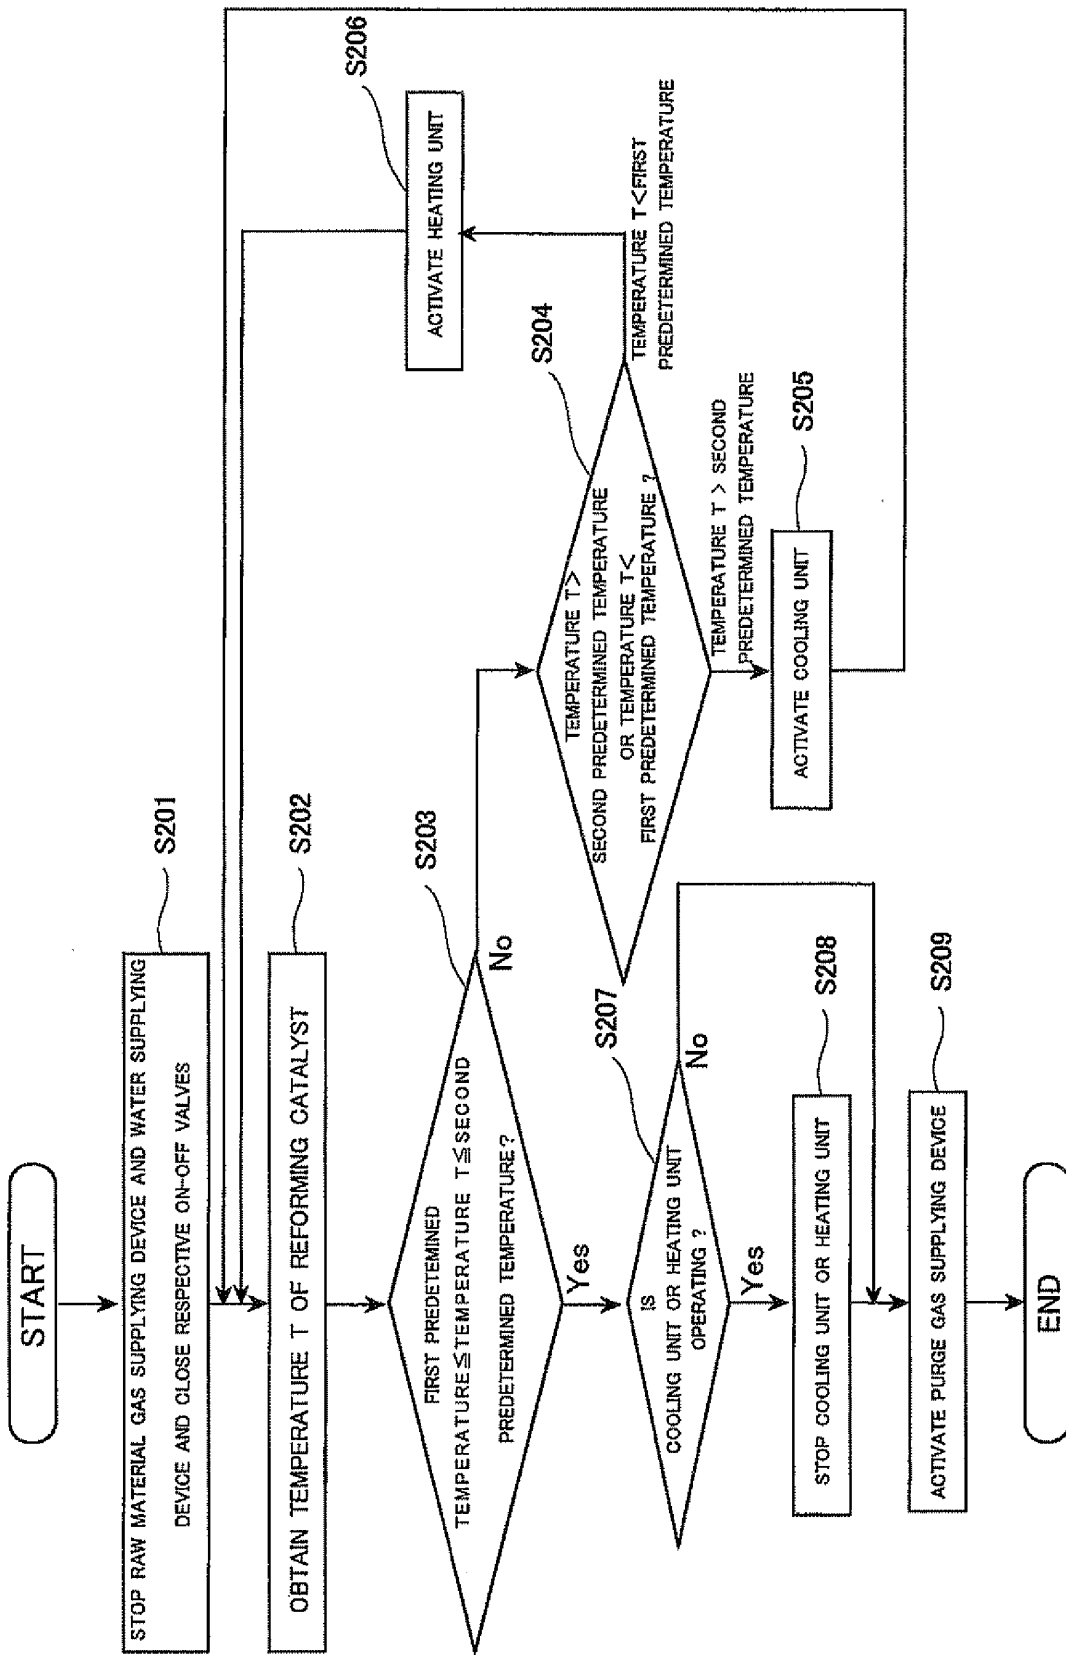 START
STOP RAW MATERIAL GAS SUPPLYING DEVICE AND WATER SUPPLYING
DEVICE AND CLOSE RESPECTIVE ON-OFF VALVES
S201
OBTAIN TEMPERATURE T OF REFORMING CATALYST
S202
FIRST PREDETEMINED
TEMPERATURE≦TEMPERATURE T≦SECOND
PREDETERMINED TEMPERATURE?
S203
No
Yes
TEMPERATURE T>
SECOND PREDETERMINED TEMPERATURE
OR TEMPERATURE T<
FIRST PREDETERMINED TEMPERATURE ?
S204
TEMPERATURE T<FIRST
PREDETERMINED TEMPERATURE
ACTIVATE HEATING UNIT
S206
TEMPERATURE T > SECOND
PREDETERMINED TEMPERATURE
ACTIVATE COOLING UNIT
S205
IS
COOLING UNIT OR HEATING UNIT
OPERATING ?
S207
No
Yes
STOP COOLING UNIT OR HEATING UNIT
S208
ACTIVATE PURGE GAS SUPPLYING DEVICE
S209
END